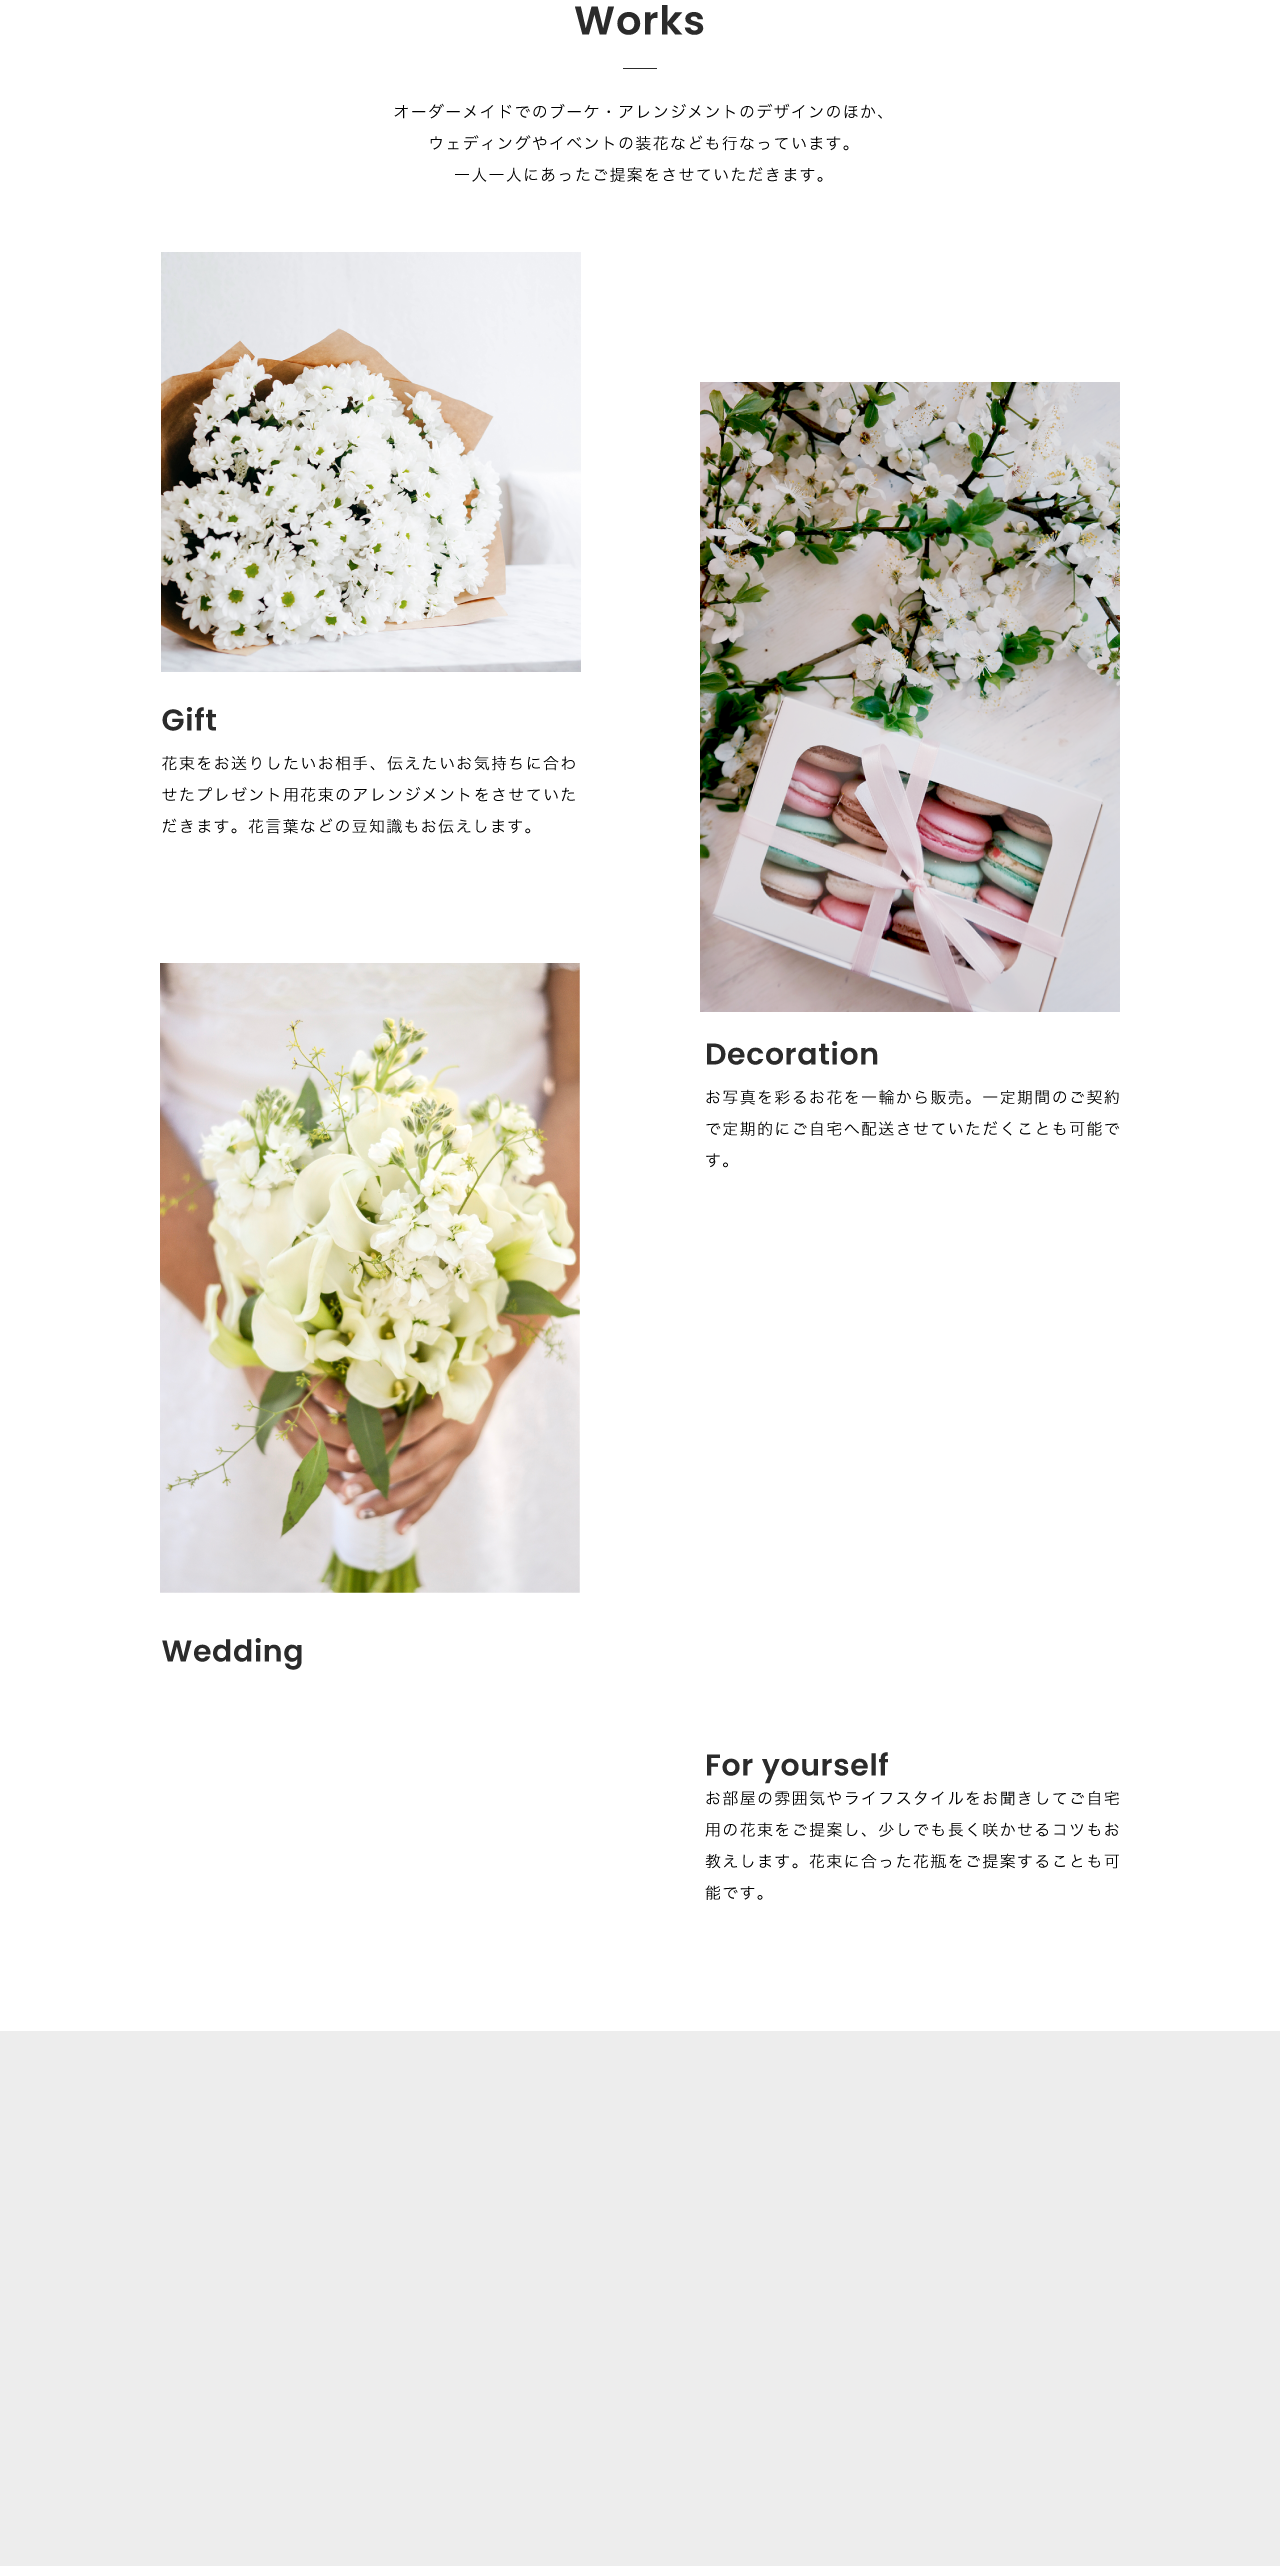 Works
オーダーメイドでのブーケ・アレンジメントのデザインのほか、
ウェディングやイベントの装花なども行なっています。
一人一人にあったご提案をさせていただきます。
Gift
花束をお送りしたいお相手、伝えたいお気持ちに合わ
せたプレゼント用花束のアレンジメントをさせていた
だきます。花言葉などの豆知識もお伝えします。
Decoration
お写真を彩るお花を一輪から販売。一定期間のご契約
で定期的にご自宅へ配送させていただくことも可能で
す。
Wedding
For yourself
お部屋の雰囲気やライフスタイルをお聞きしてご自宅
用の花束をご提案し、少しでも長く咲かせるコツもお
教えします。花束に合った花瓶をご提案することも可
能です。